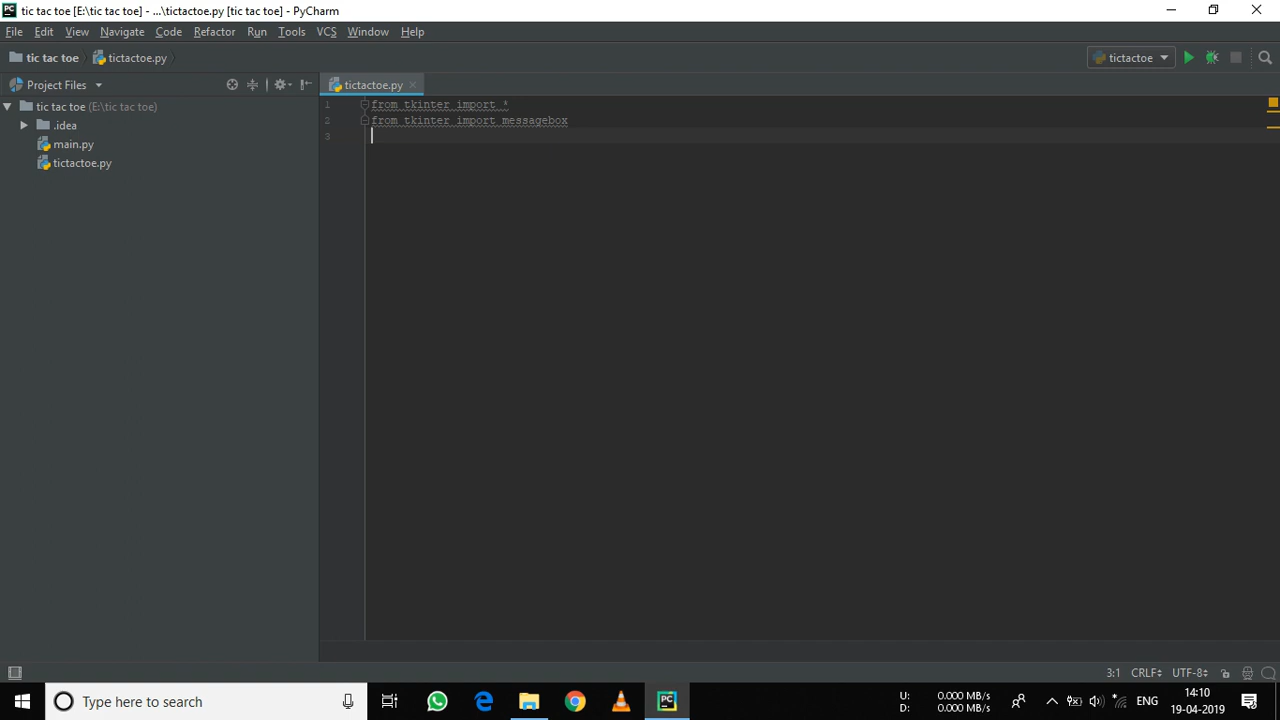 PC tic tac toe [E:\tic tac toe] - ...\tictactoe.py [tic tac toe] - PyCharm
File Edit View Navigate Code Refactor Run Tools VCS Window Help
tic tac toe tictactoe.py tictactoe
Project Files tictactoe.py
tic tac toe (E:\tic tac toe)
.idea
main.py
tictactoe.py
1 from tkinter import *
2 from tkinter import messagebox
3
3:1 CRLF UTF-8
Type here to search PC U: 0.000 MB/s D: 0.000 MB/s ENG 14:10 19-04-2019